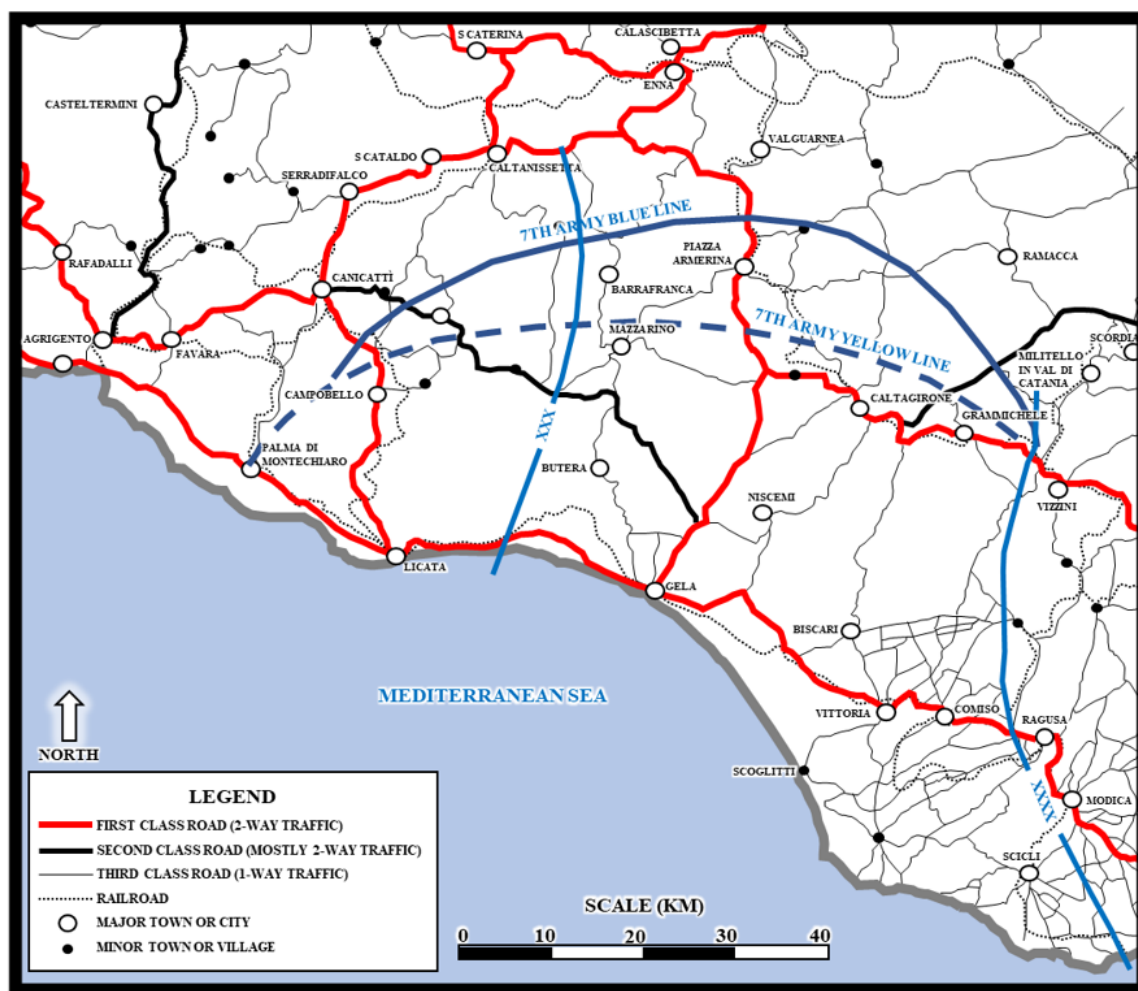 S CATERINA
CALASCIBETTA
ENNA
CASTELTERMINI
VALGUARNEA
S CATALDO
CALTANISSETTA
SERRADIFALCO
7TH ARMY BLUE LINE
RAFADALLI
PIAZZA
ARMERINA
RAMACCA
CANICATTÌ
BARRAFRANCA
AGRIGENTO
FAVARA
MAZZARINO
7TH ARMY YELLOW LINE
SCORDIA
MILITELLO
IN VAL DI
CATANIA
CAMPOBELLO
CALTAGIRONE
GRAMMICHELE
XXX
PALMA DI
MONTECHIARO
BUTERA
NISCEMI
VIZZINI
LICATA
GELA
BISCARI
MEDITERRANEAN SEA
VITTORIA
COMISO
RAGUSA
NORTH
SCOGLITTI
XXXX
MODICA
SCICLI
LEGEND
FIRST CLASS ROAD (2-WAY TRAFFIC)
SECOND CLASS ROAD (MOSTLY 2-WAY TRAFFIC)
THIRD CLASS ROAD (1-WAY TRAFFIC)
RAILROAD
MAJOR TOWN OR CITY
MINOR TOWN OR VILLAGE
SCALE (KM)
0 10 20 30 40